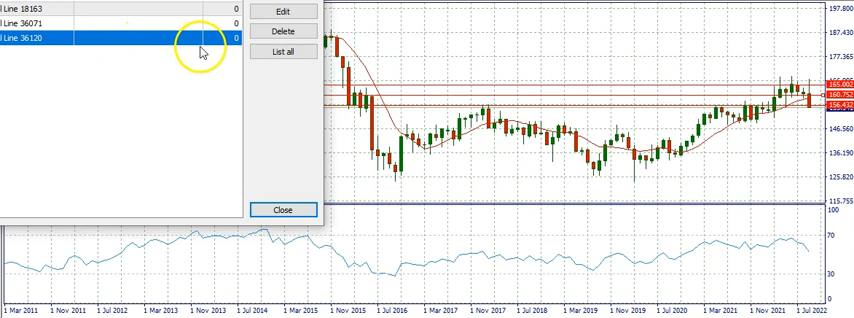 l Line 18163 0
l Line 36071 0
l Line 36120 0
Edit
Delete
List all
Close
197.800
187.430
177.365
165.002
160.752
156.432
146.560
136.190
125.820
115.755
100
70
30
0
1 Mar 2011 1 Nov 2011 1 Jul 2012 1 Mar 2013 1 Nov 2013 1 Jul 2014 1 Mar 2015 1 Nov 2015 1 Jul 2016 1 Mar 2017 1 Nov 2017 1 Jul 2018 1 Mar 2019 1 Nov 2019 1 Jul 2020 1 Mar 2021 1 Nov 2021 1 Jul 2022